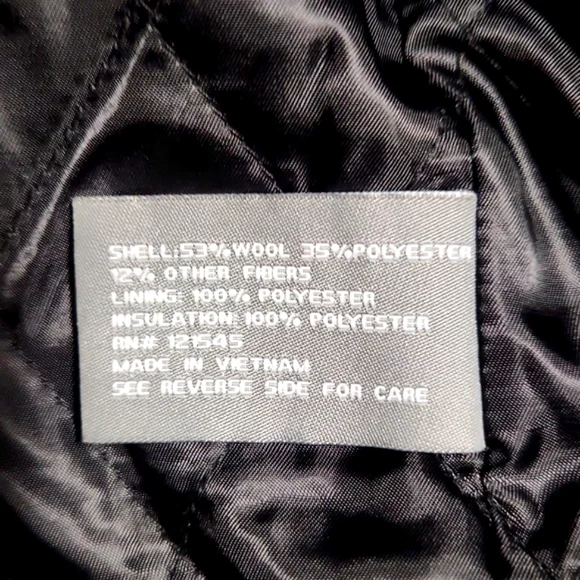 SHELL:53%WOOL 35%POLYESTER
12% OTHER FIBERS
LINING: 100% POLYESTER
INSULATION: 100% POLYESTER
RN# 121545
MADE IN VIETNAM
SEE REVERSE SIDE FOR CARE